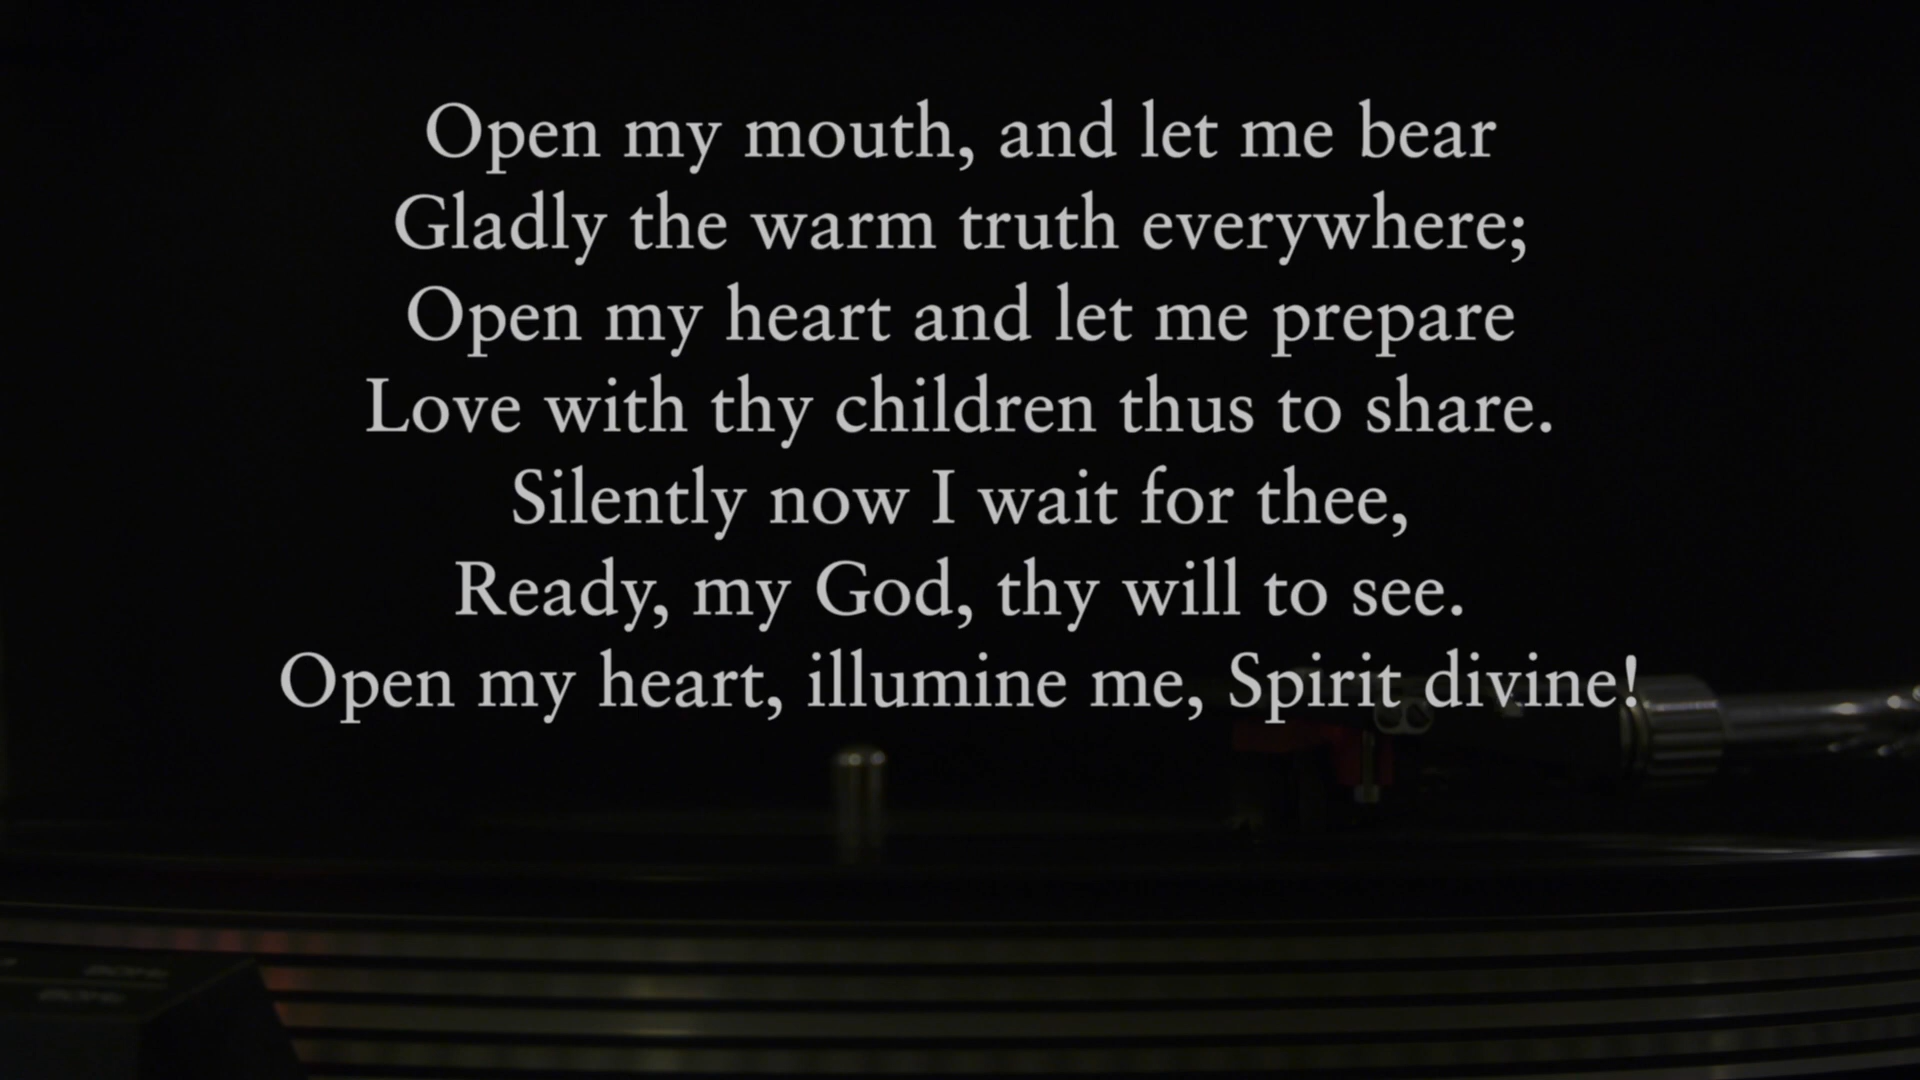 Open my mouth, and let me bear
Gladly the warm truth everywhere;
Open my heart and let me prepare
Love with thy children thus to share.
Silently now I wait for thee,
Ready, my God, thy will to see.
Open my heart, illumine me, Spirit divine!